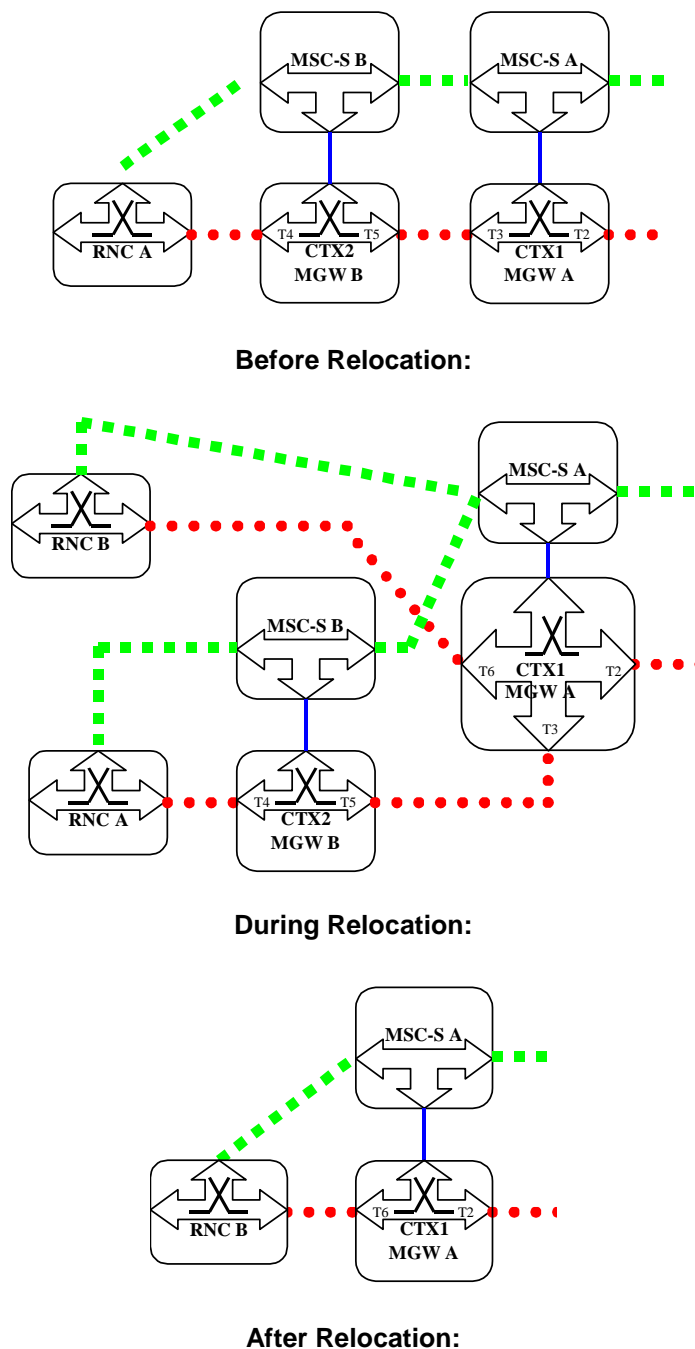 MSC-S B
MSC-S A
T4
T5
T3
T2
RNC A
CTX2
CTX1
MGW B
MGW A
Before Relocation:
MSC-S A
RNC B
MSC-S B
T6
CTX1
T2
MGW A
T3
T4
T5
RNC A
CTX2
MGW B
During Relocation:
MSC-S A
T6
T2
RNC B
CTX1
MGW A
After Relocation: